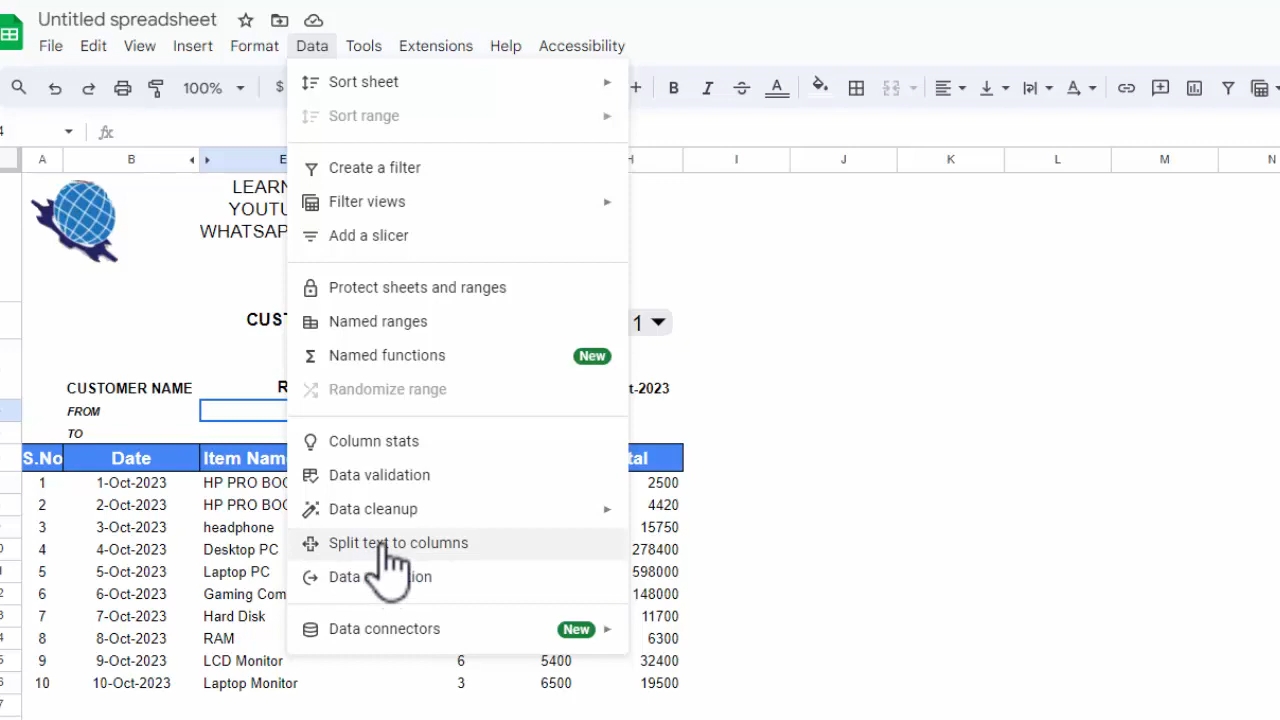 Untitled spreadsheet
File Edit View Insert Format Data Tools Extensions Help Accessibility
100% $ B I A
Sort sheet
Sort range
Create a filter
Filter views
Add a slicer
Protect sheets and ranges
Named ranges
Named functions New
Randomize range
Column stats
Data validation
Data cleanup
Split text to columns
Data
Data connectors New
fx
A B E H I J K L M N
LEARN
YOUTU
WHATSAP
CUST 1
CUSTOMER NAME R t-2023
FROM
TO
S.No Date Item Name tal
1 1-Oct-2023 HP PRO BOO 2500
2 2-Oct-2023 HP PRO BOO 4420
3 3-Oct-2023 headphone 15750
4 4-Oct-2023 Desktop PC 278400
5 5-Oct-2023 Laptop PC 598000
6 6-Oct-2023 Gaming Com 148000
7 7-Oct-2023 Hard Disk 11700
8 8-Oct-2023 RAM 6300
9 9-Oct-2023 LCD Monitor 6 5400 32400
10 10-Oct-2023 Laptop Monitor 3 6500 19500